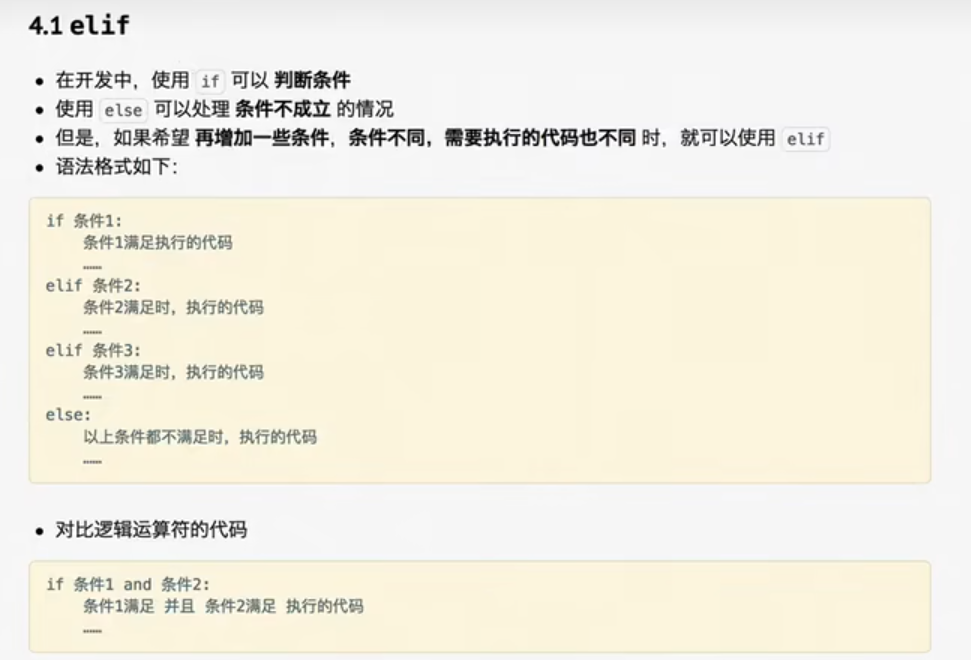 4.1 elif
在开发中，使用 if 可以 判断条件
使用 else 可以处理 条件不成立 的情况
但是，如果希望 再增加一些条件，条件不同，需要执行的代码也不同 时，就可以使用 elif
语法格式如下：
if 条件1:
    条件1满足执行的代码
    ……
elif 条件2:
    条件2满足时，执行的代码
    ……
elif 条件3:
    条件3满足时，执行的代码
    ……
else:
    以上条件都不满足时，执行的代码
    ……
对比逻辑运算符的代码
if 条件1 and 条件2:
    条件1满足 并且 条件2满足 执行的代码
    ……